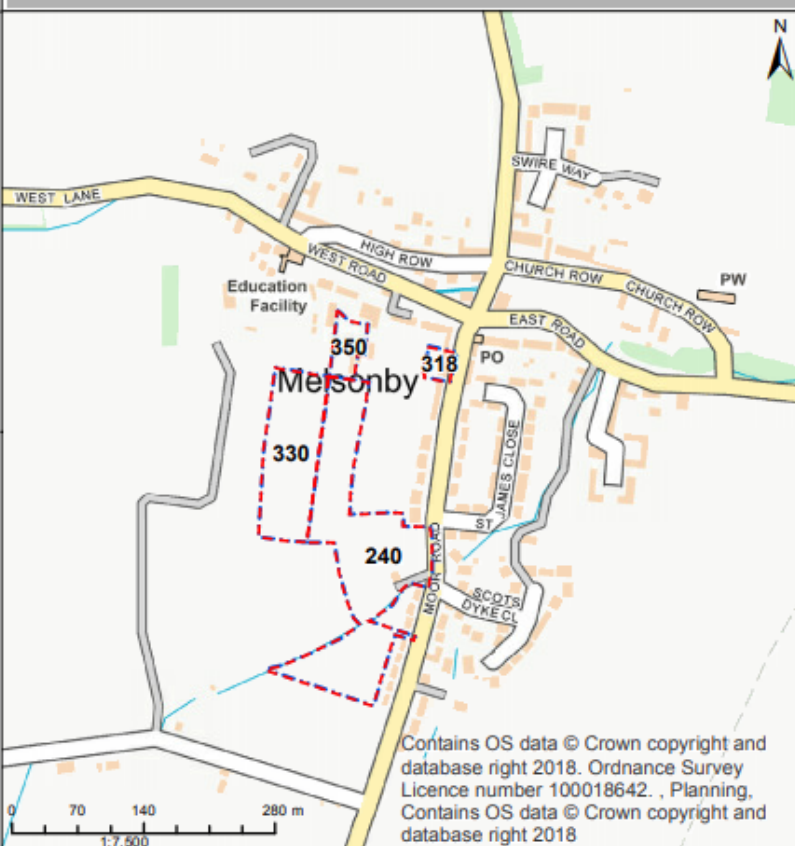 N
SWIRE WAY
WEST LANE
HIGH ROW
WEST ROAD
CHURCH ROW
CHURCH ROW
PW
Education
Facility
EAST ROAD
350
318
PO
Melsonby
330
ST
JAMES CLOSE
240
MOOR ROAD
SCOTS
DYKE CL
Contains OS data © Crown copyright and
database right 2018. Ordnance Survey
Licence number 100018642. , Planning,
Contains OS data © Crown copyright and
database right 2018
0 70 140 280 m
1:7,500